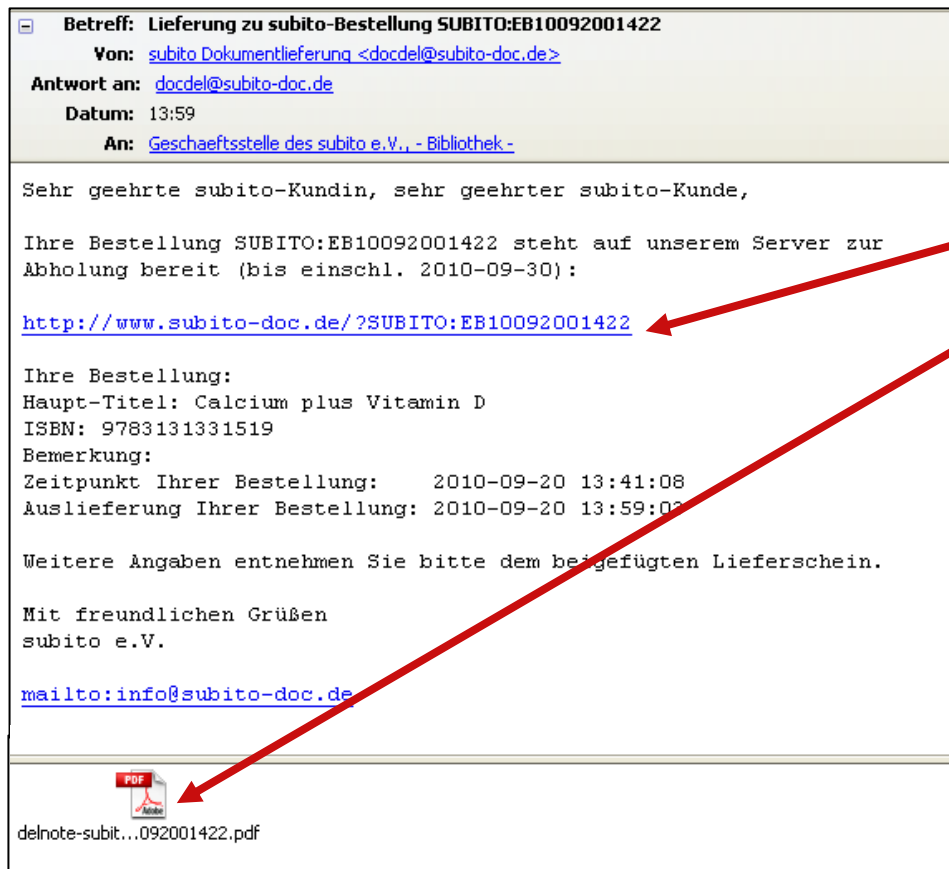 Betreff: Lieferung zu subito-Bestellung SUBITO:EB10092001422
Von: subito Dokumentlieferung <docdel@subito-doc.de>
Antwort an: docdel@subito-doc.de
Datum: 13:59
An: Geschaeftsstelle des subito e.V., - Bibliothek -
Sehr geehrte subito-Kundin, sehr geehrter subito-Kunde,
Ihre Bestellung SUBITO:EB10092001422 steht auf unserem Server zur
Abholung bereit (bis einschl. 2010-09-30):
http://www.subito-doc.de/?SUBITO:EB10092001422
Ihre Bestellung:
Haupt-Titel: Calcium plus Vitamin D
ISBN: 9783131331519
Bemerkung:
Zeitpunkt Ihrer Bestellung: 2010-09-20 13:41:08
Auslieferung Ihrer Bestellung: 2010-09-20
Weitere Angaben entnehmen Sie bitte dem beigefügten Lieferschein.
Mit freundlichen Grüßen
subito e.V.
mailto:info@subito-doc.de
PDF
Adobe
delnote-subit...092001422.pdf